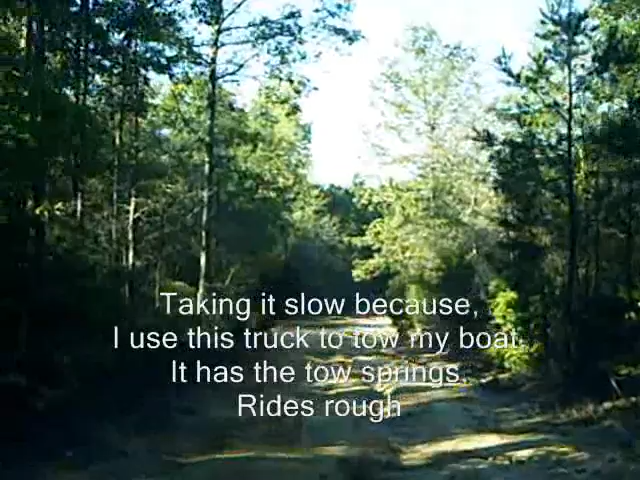 Taking it slow because,
I use this truck to tow my boat.
It has the tow springs.
Rides rough